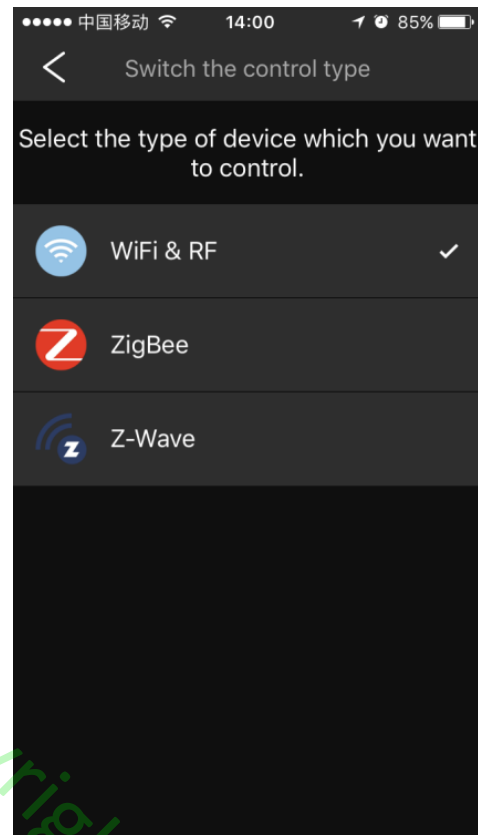 中国移动 14:00 85%
Switch the control type
Select the type of device which you want
to control.
WiFi & RF
ZigBee
Z-Wave